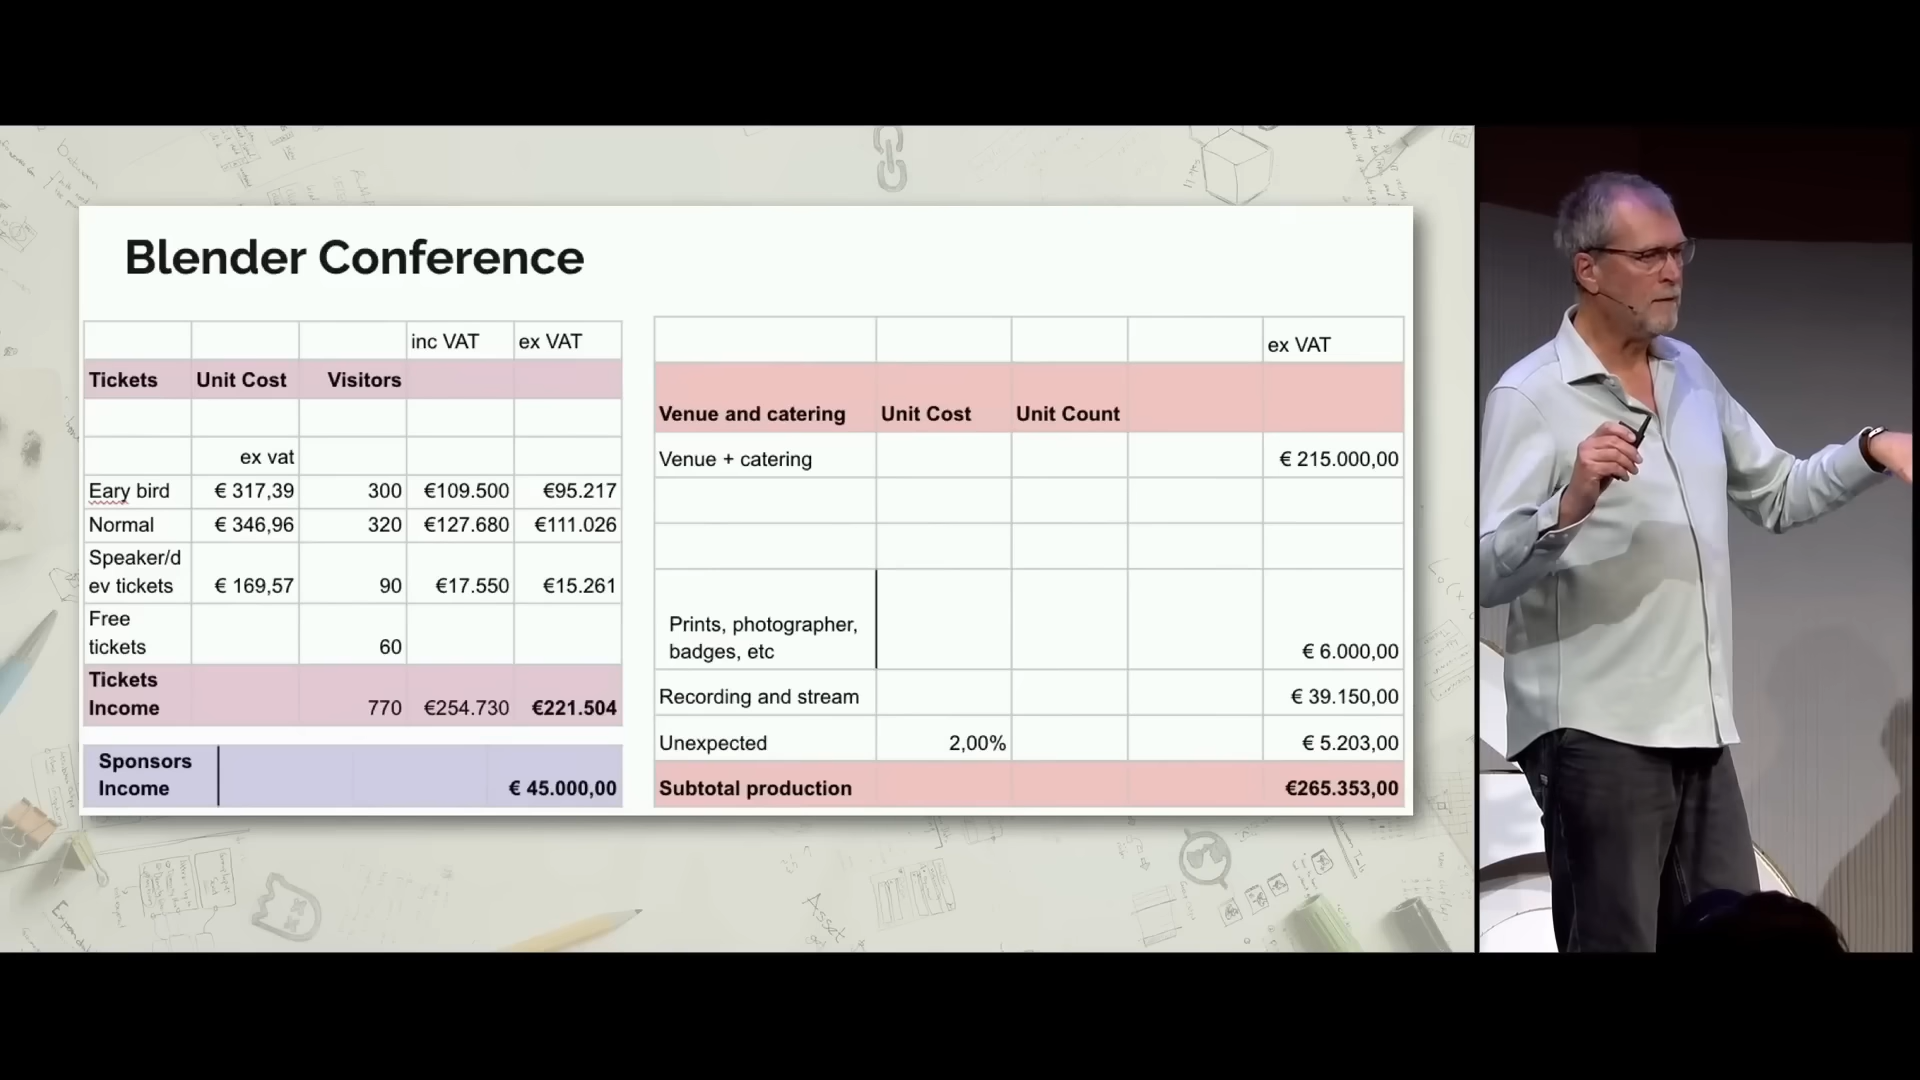 Blender Conference
inc VAT ex VAT
Tickets Unit Cost Visitors
ex vat
Eary bird € 317,39 300 €109.500 €95.217
Normal € 346,96 320 €127.680 €111.026
Speaker/d
ev tickets € 169,57 90 €17.550 €15.261
Free
tickets 60
Tickets
Income 770 €254.730 €221.504
Sponsors
Income € 45.000,00
ex VAT
Venue and catering Unit Cost Unit Count
Venue + catering € 215.000,00
Prints, photographer,
badges, etc € 6.000,00
Recording and stream € 39.150,00
Unexpected 2,00% € 5.203,00
Subtotal production €265.353,00
Asset